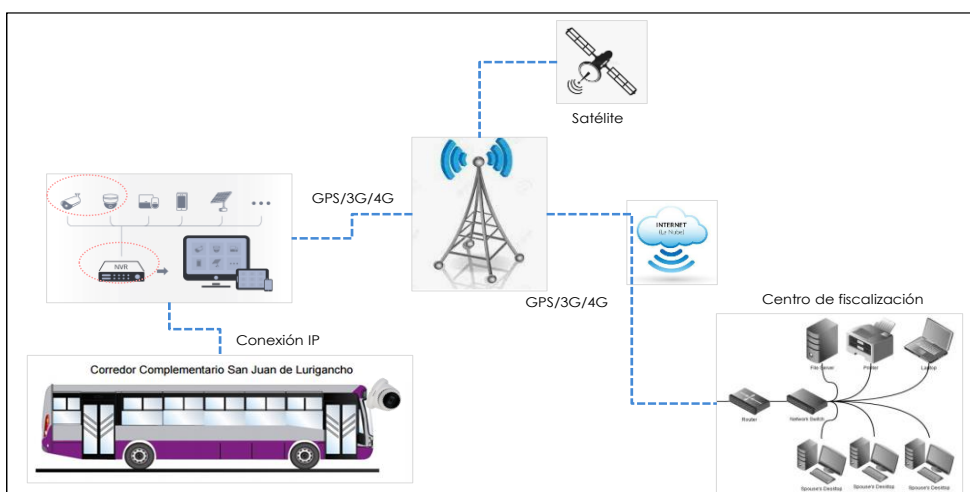 Satélite
GPS/3G/4G
NVR
INTERNET
(La Nube)
GPS/3G/4G
Centro de fiscalización
Conexión IP
File Server
Printer
Laptop
Corredor Complementario San Juan de Lurigancho
Router
Network Switch
Spouse's Desktop
Spouse's Desktop
Spouse's Desktop